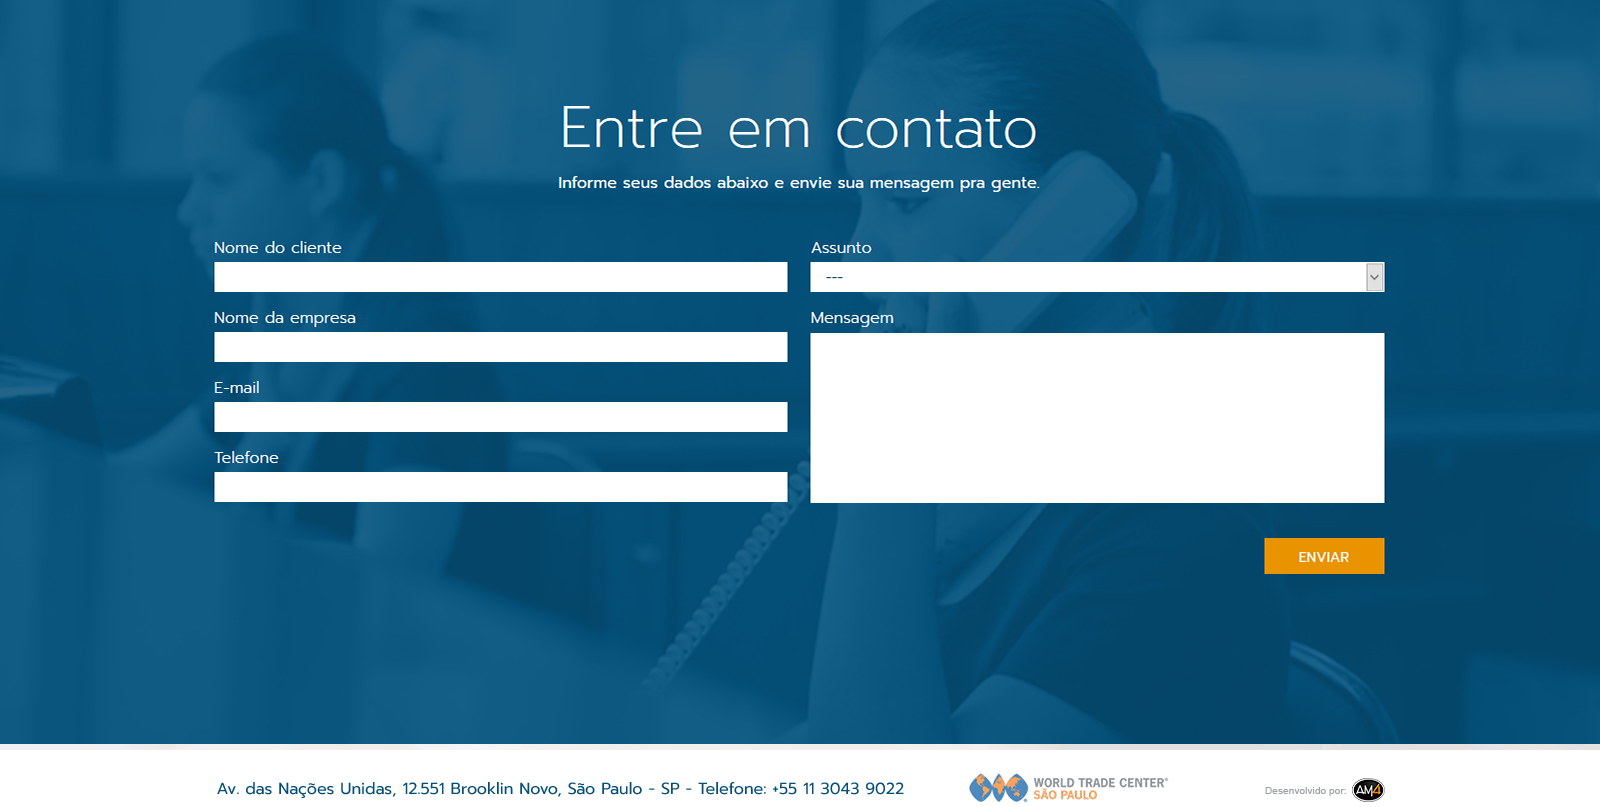 Entre em contato
Informe seus dados abaixo e envie sua mensagem pra gente.
Nome do cliente
Nome da empresa
E-mail
Telefone
Assunto
---
Mensagem
ENVIAR
Av. das Nações Unidas, 12.551 Brooklin Novo, São Paulo - SP - Telefone: +55 11 3043 9022
WORLD TRADE CENTER®
SÃO PAULO
Desenvolvido por: AM4